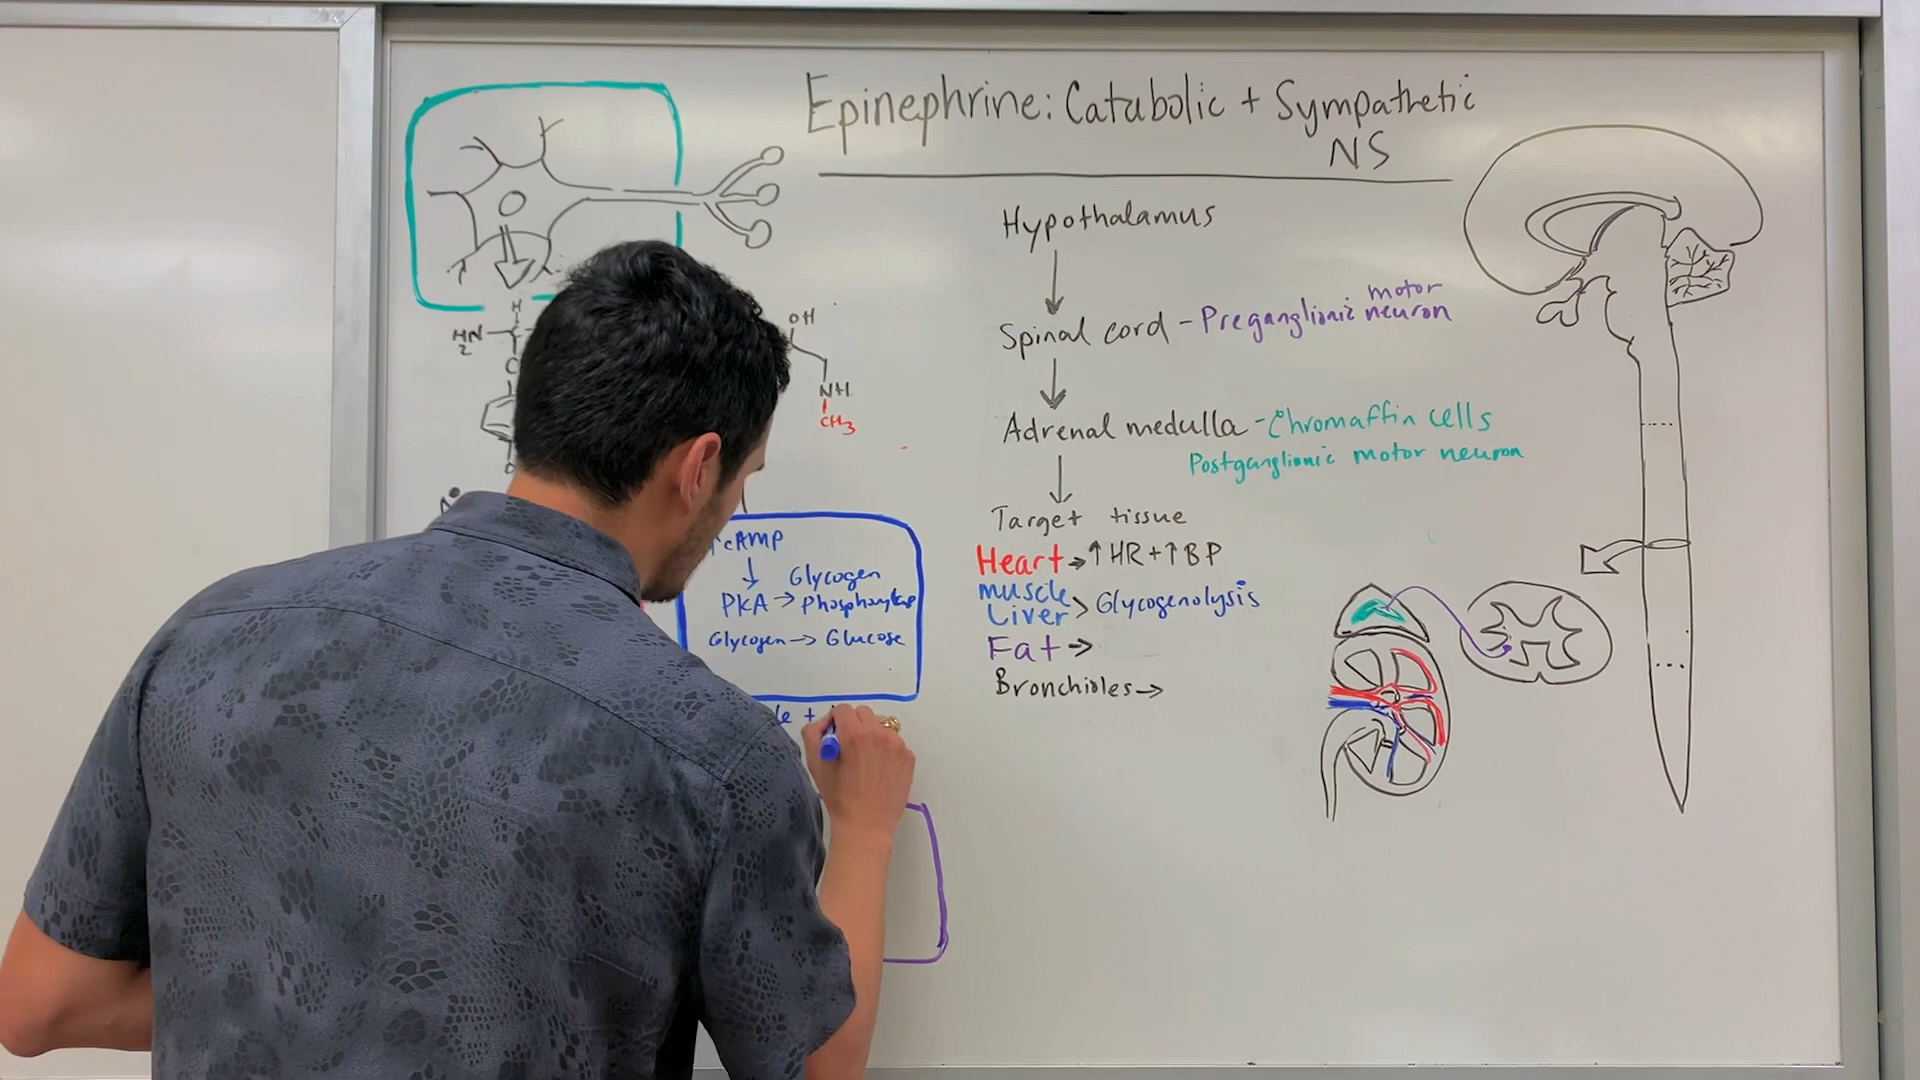 Epinephrine: Catabolic + Sympathetic
NS
Hypothalamus
Spinal cord - Preganglionic motor neuron
Adrenal medulla - Chromaffin cells
Postganglionic motor neuron
Target tissue
Heart → ↑HR + ↑BP
Muscle
Liver > Glycogenolysis
Fat →
Bronchioles →
H
H2N C
C
OH
NH
CH3
↑cAMP
↓ Glycogen
PKA → Phosphorylase
Glycogen → Glucose
+